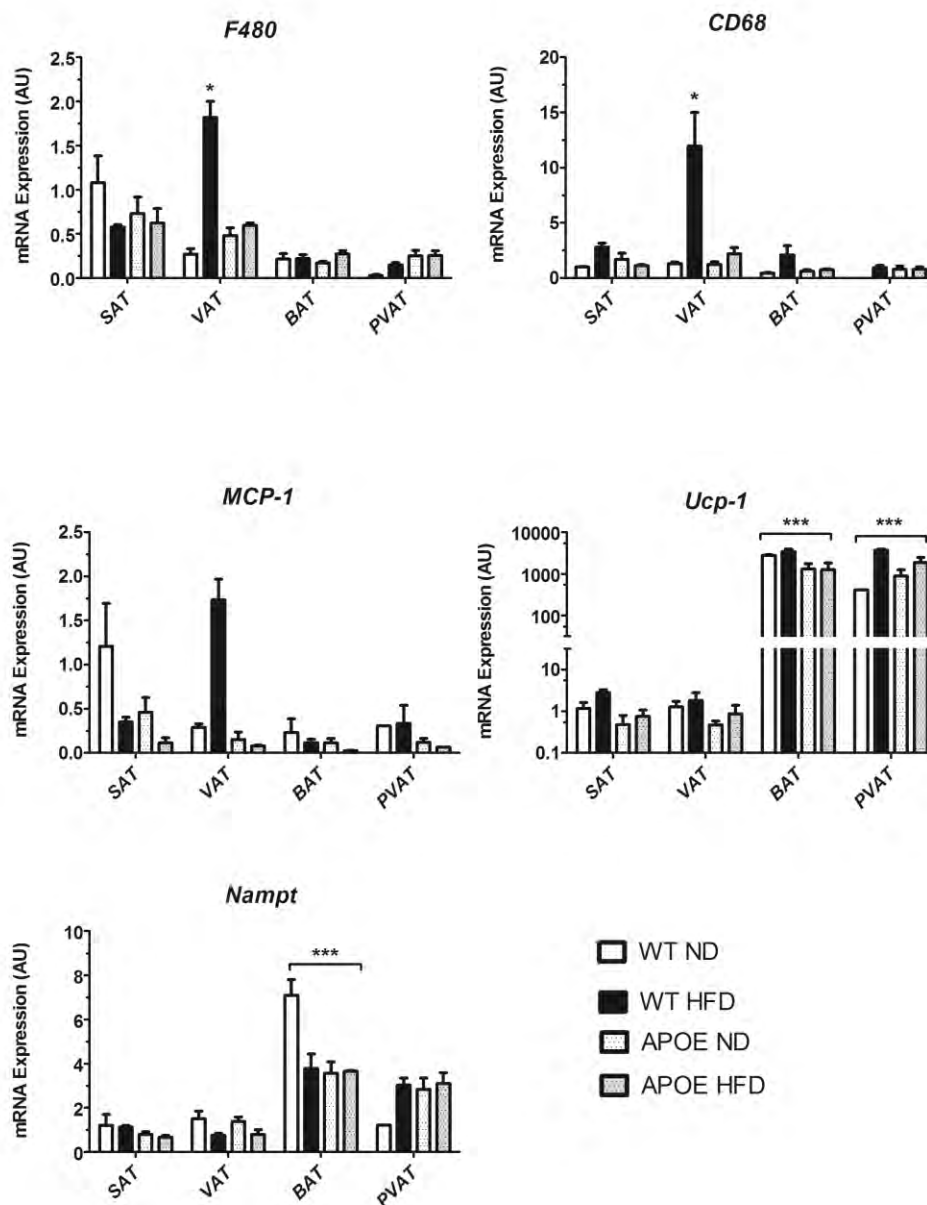 F480
mRNA Expression (AU)
2.5
2.0
1.5
1.0
0.5
0.0
*
SAT
VAT
BAT
PVAT
CD68
mRNA Expression (AU)
20
15
10
5
0
*
SAT
VAT
BAT
PVAT
MCP-1
mRNA Expression (AU)
2.5
2.0
1.5
1.0
0.5
0.0
SAT
VAT
BAT
PVAT
Ucp-1
mRNA Expression (AU)
10000
1000
100
10
1
0.1
***
***
SAT
VAT
BAT
PVAT
Nampt
mRNA Expression (AU)
10
8
6
4
2
0
***
SAT
VAT
BAT
PVAT
WT ND
WT HFD
APOE ND
APOE HFD